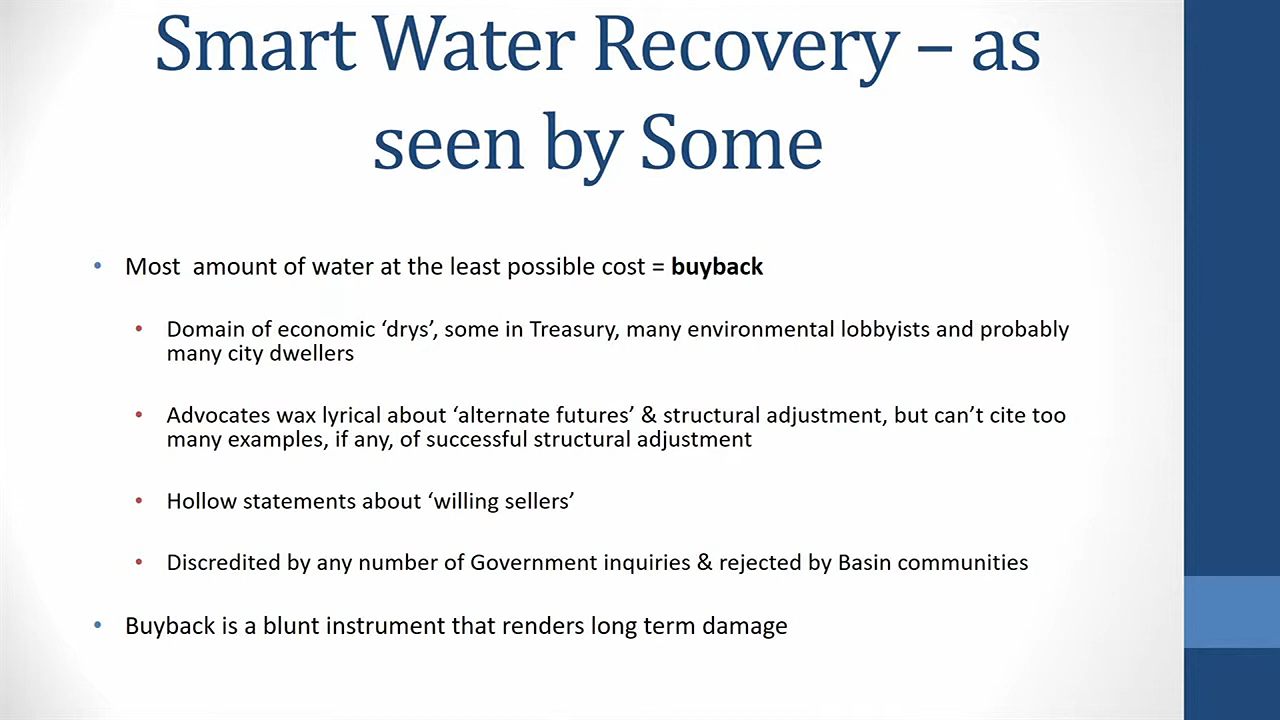 Smart Water Recovery – as
seen by Some
• Most  amount of water at the least possible cost = buyback
• Domain of economic ‘drys’, some in Treasury, many environmental lobbyists and probably
many city dwellers
• Advocates wax lyrical about ‘alternate futures’ & structural adjustment, but can’t cite too
many examples, if any, of successful structural adjustment
• Hollow statements about ‘willing sellers’
• Discredited by any number of Government inquiries & rejected by Basin communities
• Buyback is a blunt instrument that renders long term damage